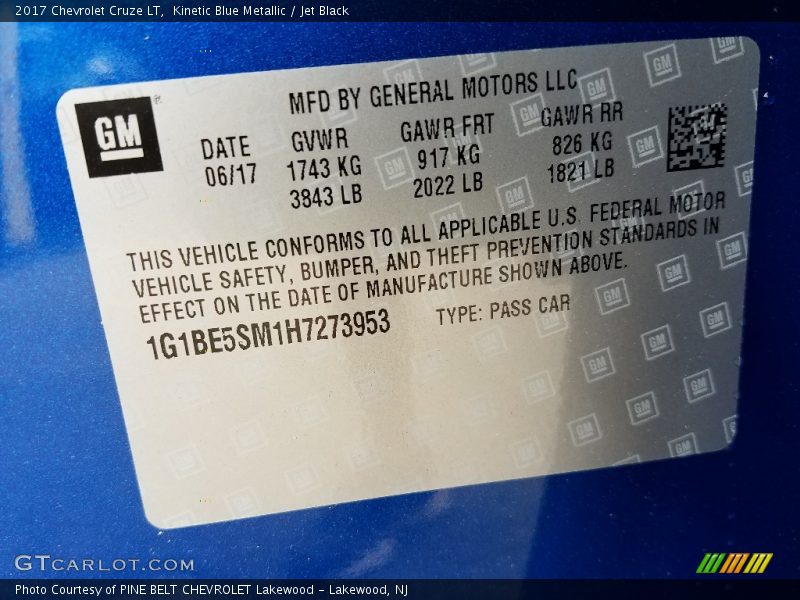 2017 Chevrolet Cruze LT,  Kinetic Blue Metallic / Jet Black
GM
MFD BY GENERAL MOTORS LLC
DATE GVWR GAWR FRT GAWR RR
06/17 1743 KG 917 KG 826 KG
3843 LB 2022 LB 1821 LB
THIS VEHICLE CONFORMS TO ALL APPLICABLE U.S. FEDERAL MOTOR
VEHICLE SAFETY, BUMPER, AND THEFT PREVENTION STANDARDS IN
EFFECT ON THE DATE OF MANUFACTURE SHOWN ABOVE.
1G1BE5SM1H7273953 TYPE: PASS CAR
GTCARLOT.COM
Photo Courtesy of PINE BELT CHEVROLET Lakewood - Lakewood, NJ